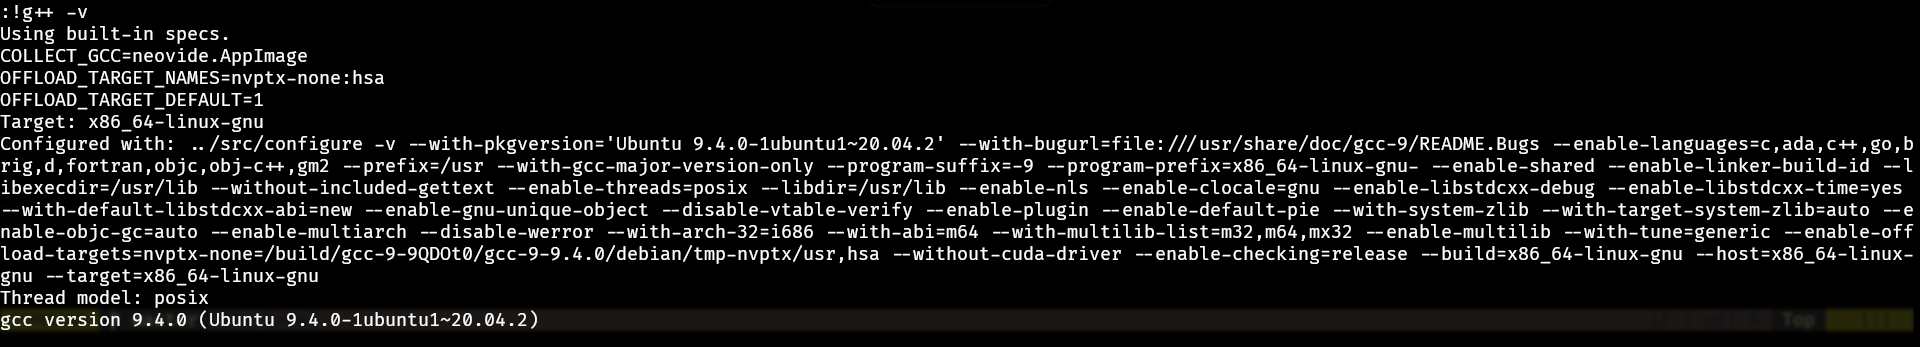 :!g++ -v
Using built-in specs.
COLLECT_GCC=neovide.AppImage
OFFLOAD_TARGET_NAMES=nvptx-none:hsa
OFFLOAD_TARGET_DEFAULT=1
Target: x86_64-linux-gnu
Configured with: ../src/configure -v --with-pkgversion='Ubuntu 9.4.0-1ubuntu1~20.04.2' --with-bugurl=file:///usr/share/doc/gcc-9/README.Bugs --enable-languages=c,ada,c++,go,b
rig,d,fortran,objc,obj-c++,gm2 --prefix=/usr --with-gcc-major-version-only --program-suffix=-9 --program-prefix=x86_64-linux-gnu- --enable-shared --enable-linker-build-id --l
ibexecdir=/usr/lib --without-included-gettext --enable-threads=posix --libdir=/usr/lib --enable-nls --enable-clocale=gnu --enable-libstdcxx-debug --enable-libstdcxx-time=yes
--with-default-libstdcxx-abi=new --enable-gnu-unique-object --disable-vtable-verify --enable-plugin --enable-default-pie --with-system-zlib --with-target-system-zlib=auto --e
nable-objc-gc=auto --enable-multiarch --disable-werror --with-arch-32=i686 --with-abi=m64 --with-multilib-list=m32,m64,mx32 --enable-multilib --with-tune=generic --enable-off
load-targets=nvptx-none=/build/gcc-9-9QDOt0/gcc-9-9.4.0/debian/tmp-nvptx/usr,hsa --without-cuda-driver --enable-checking=release --build=x86_64-linux-gnu --host=x86_64-linux-
gnu --target=x86_64-linux-gnu
Thread model: posix
gcc version 9.4.0 (Ubuntu 9.4.0-1ubuntu1~20.04.2) Top